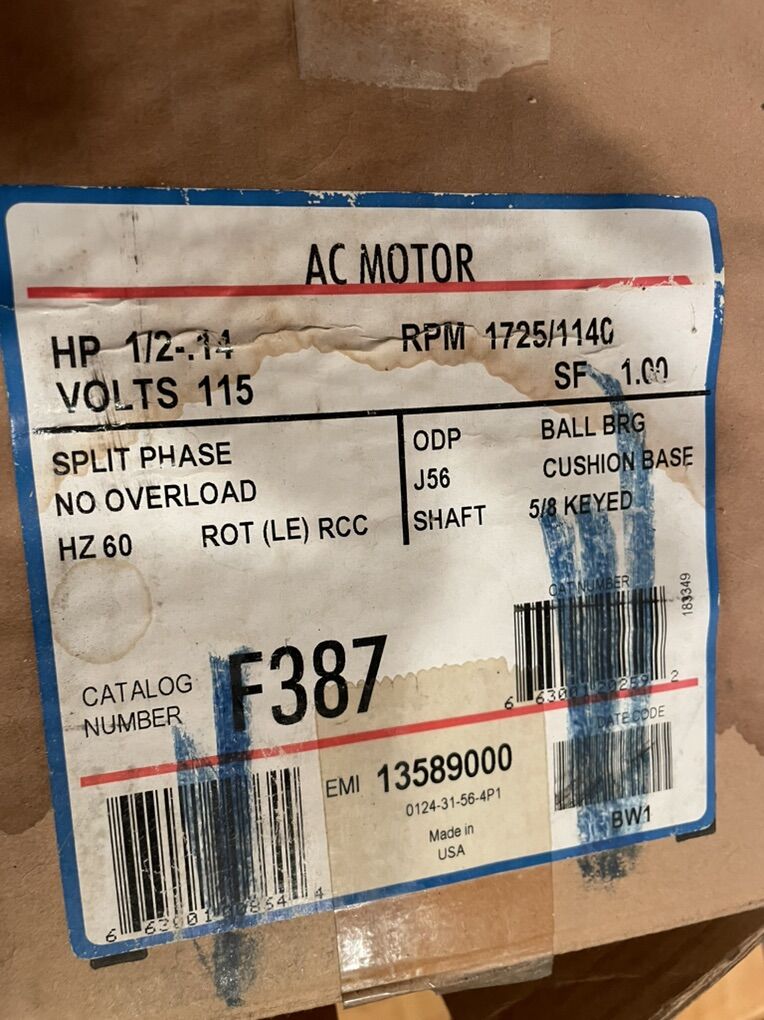 AC MOTOR
HP 1/2-.14 RPM 1725/1140
VOLTS 115 SF 1.00
SPLIT PHASE
NO OVERLOAD
HZ 60 ROT (LE) RCC
ODP BALL BRG
J56 CUSHION BASE
SHAFT 5/8 KEYED
CAT NUMBER
183349
CATALOG
NUMBER
F387
DATE CODE
EMI 13589000
0124-31-56-4P1
Made in
USA
BW1